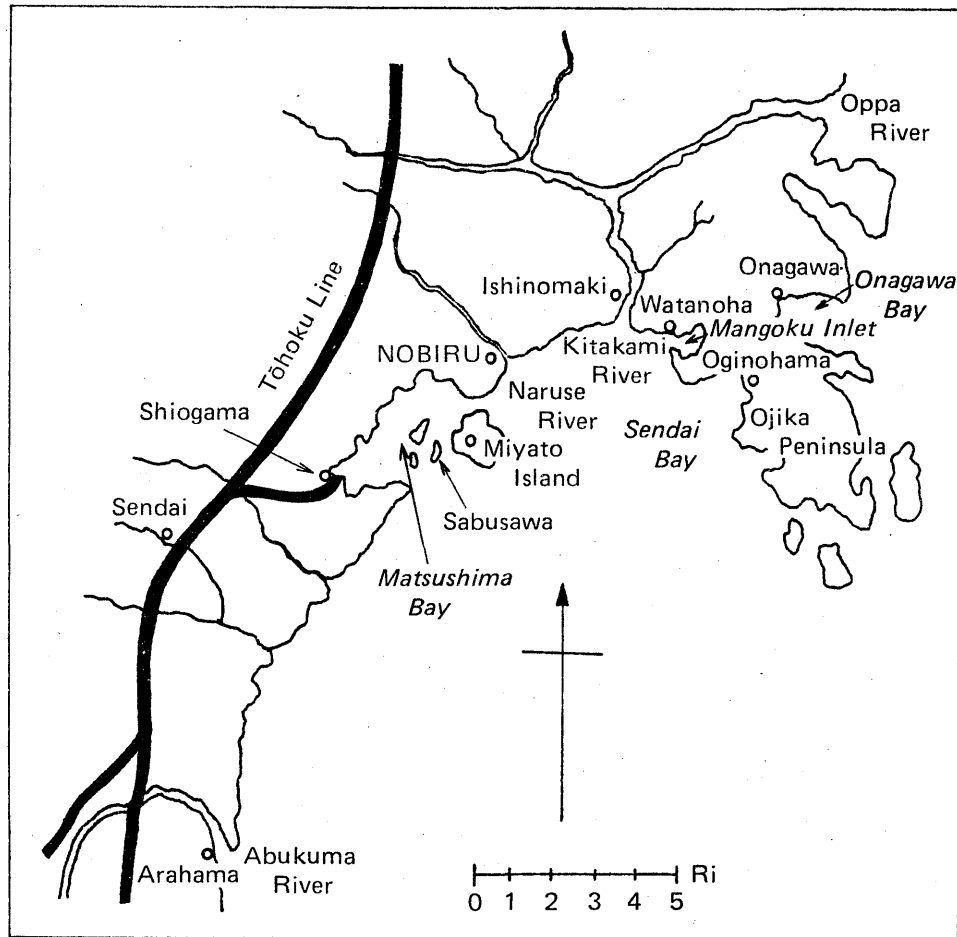 Oppa
River
Tōhoku Line
Ishinomaki
Onagawa
Onagawa
Bay
Watanoha
Mangoku Inlet
NOBIRU
Kitakami
River
Oginohama
Naruse
River
Shiogama
Sendai
Bay
Ojika
Peninsula
Miyato
Island
Sendai
Sabusawa
Matsushima
Bay
Arahama
Abukuma
River
Ri
0 1 2 3 4 5